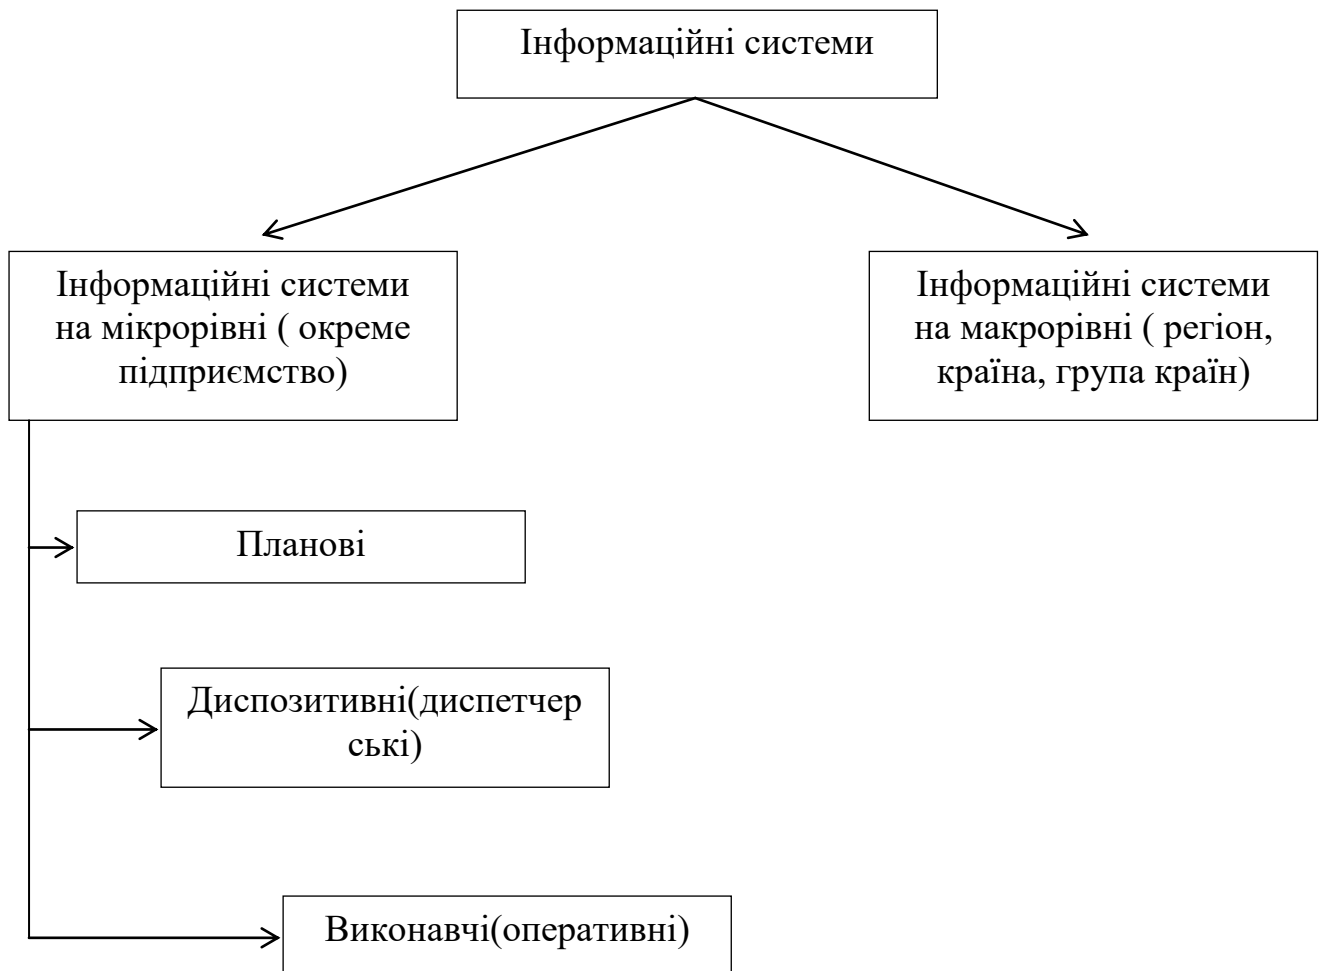 Інформаційні системи
Інформаційні системи
на мікрорівні ( окреме
підприємство)
Інформаційні системи
на макрорівні ( регіон,
країна, група країн)
Планові
Диспозитивні(диспетчер
ські)
Виконавчі(оперативні)